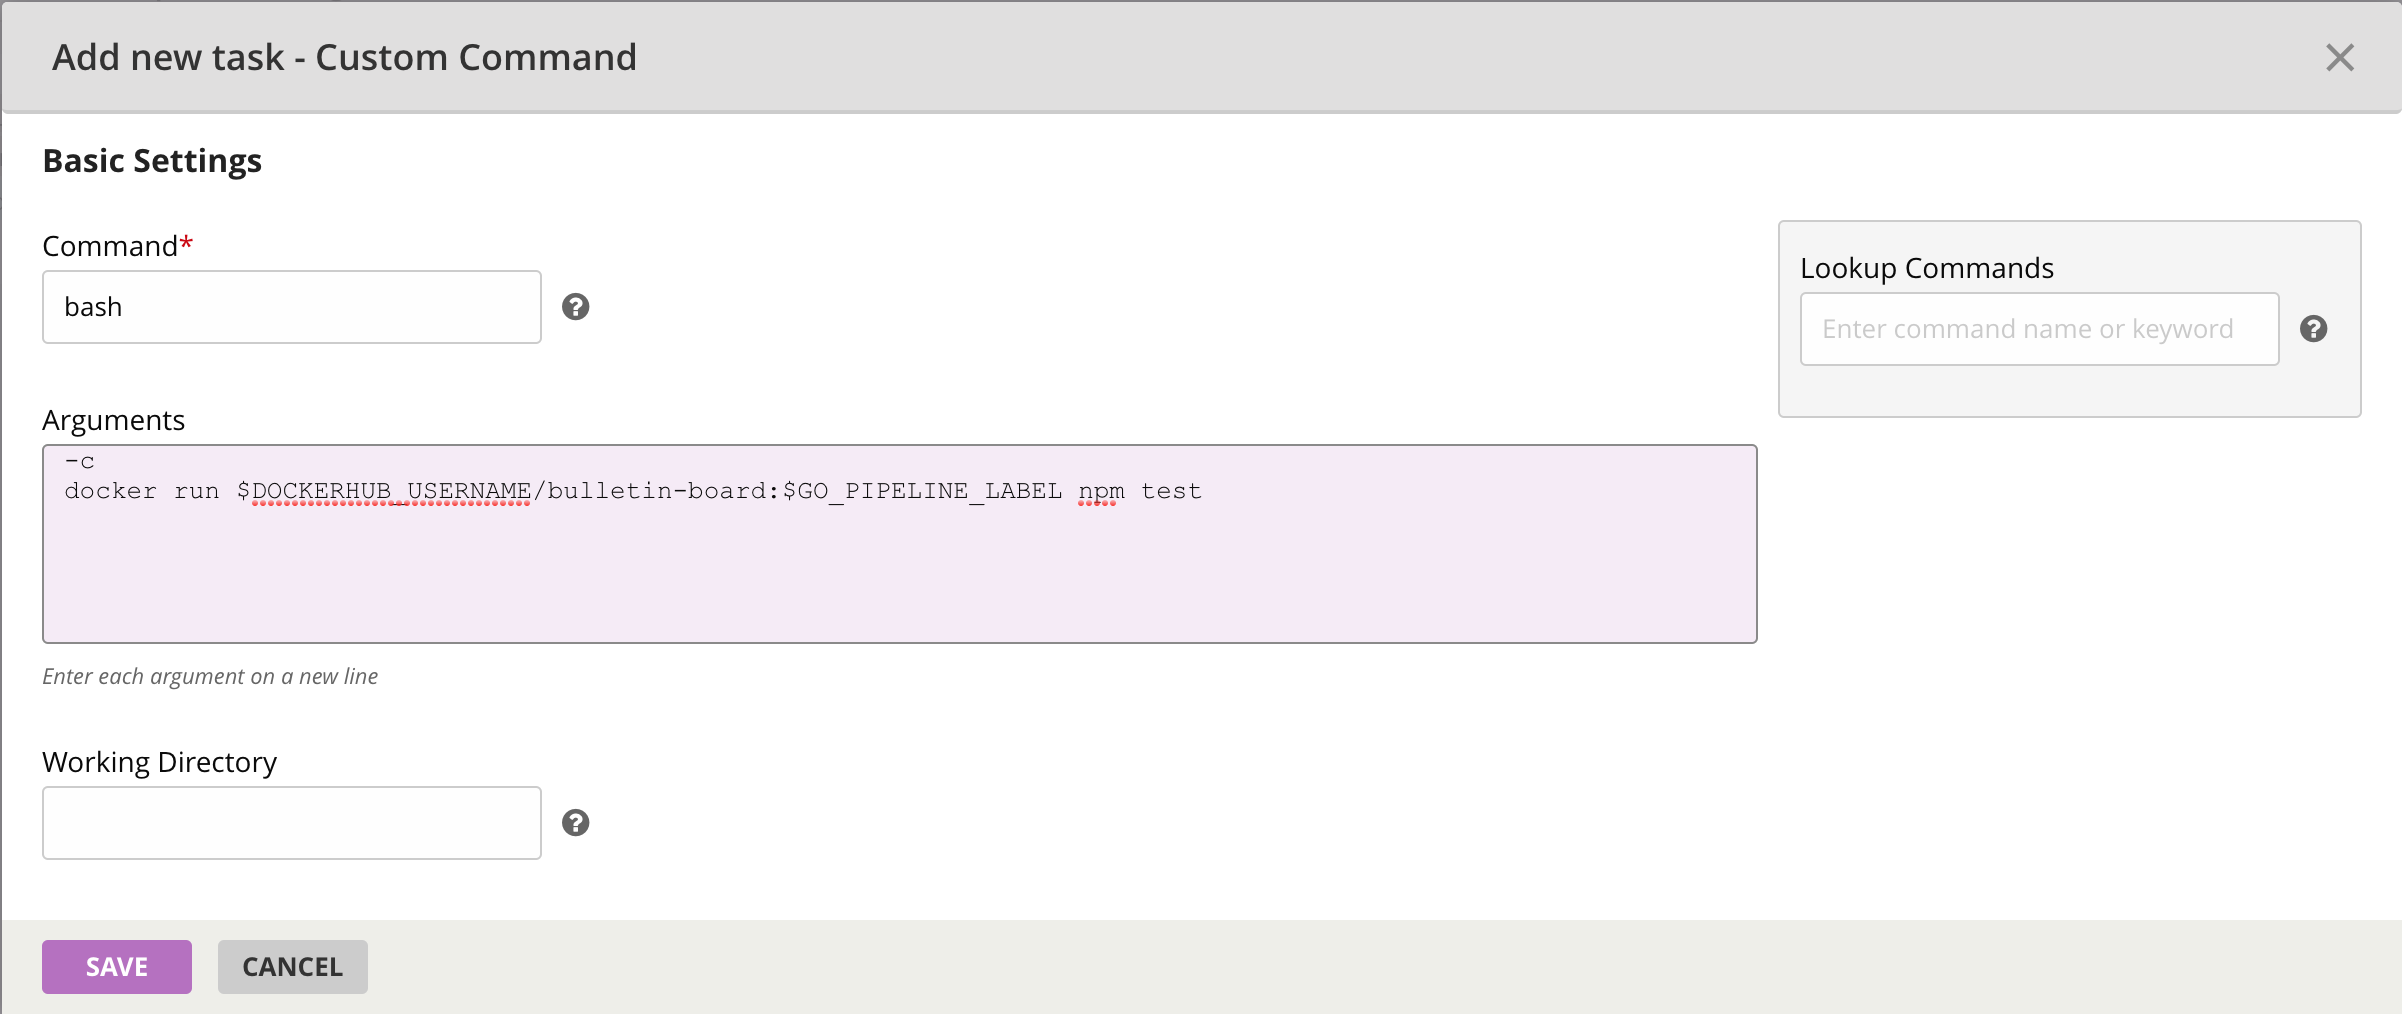 Add new task - Custom Command
Basic Settings
Command*
bash
Lookup Commands
Enter command name or keyword
Arguments
-c
docker run $DOCKERHUB_USERNAME/bulletin-board:$GO_PIPELINE_LABEL npm test
Enter each argument on a new line
Working Directory
SAVE
CANCEL